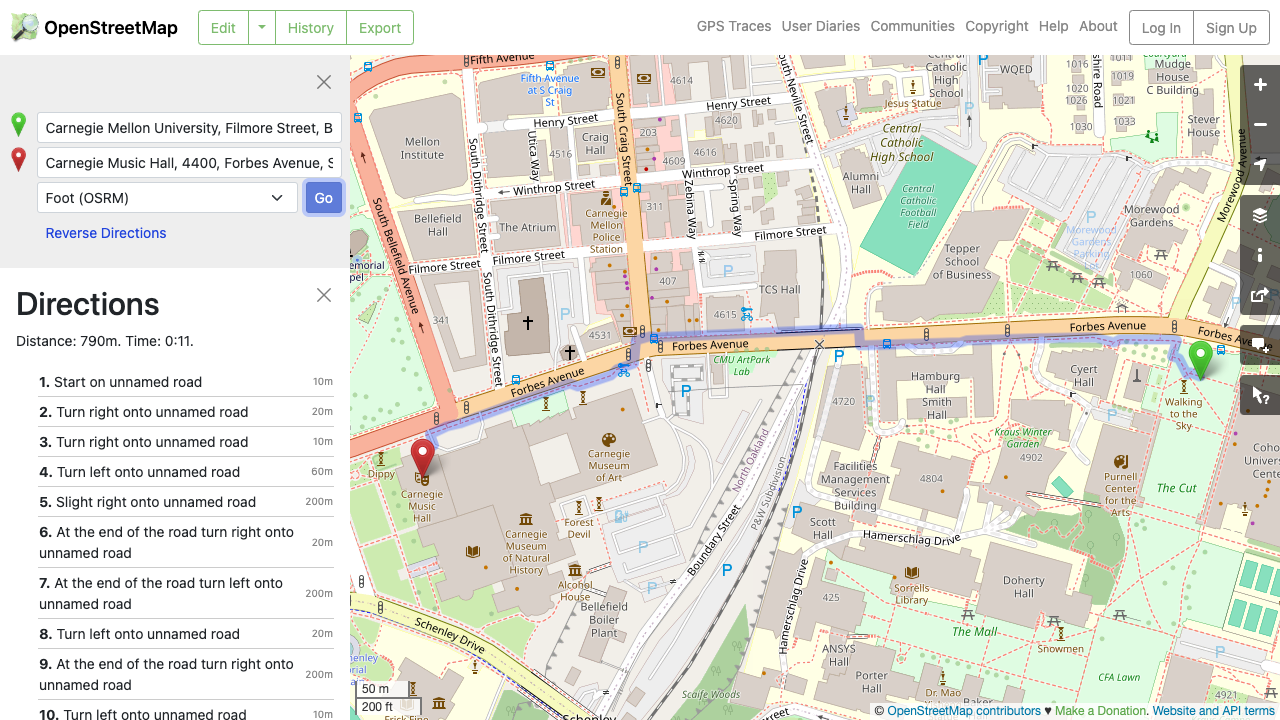 OpenStreetMap
Edit
History
Export
GPS Traces
User Diaries
Communities
Copyright
Help
About
Log In
Sign Up
Carnegie Mellon University, Filmore Street, B
Carnegie Music Hall, 4400, Forbes Avenue, S
Foot (OSRM)
Go
Reverse Directions
Directions
Distance: 790m. Time: 0:11.
1. Start on unnamed road 10m
2. Turn right onto unnamed road 20m
3. Turn right onto unnamed road 10m
4. Turn left onto unnamed road 60m
5. Slight right onto unnamed road 200m
6. At the end of the road turn right onto
unnamed road 20m
7. At the end of the road turn left onto
unnamed road 200m
8. Turn left onto unnamed road 20m
9. At the end of the road turn right onto
unnamed road 200m
10. Turn left onto unnamed road 10m
Fifth Avenue
Fifth Avenue
at S Craig
St
4614
Henry Street
Henry Street
South Neville Street
Central
Catholic
High
School
WQED
Jesus Statue
1016
1020
1026
1030
1019
1011
1021
1033
shire Road
Mudge
House
C Building
Stever
House
Morewood Avenue
Mellon
Institute
South Dithridge Street
Utica Way
4516
Craig
Hall
South Craig Street
203
4609
4616
Winthrop Street
Winthrop Street
Central
Catholic
High School
Alumni
Hall
Central
Catholic
Football
Field
Zebina Way
Spring Way
311
Carnegie
Mellon
Police
Station
Bellefield
Hall
The Atrium
South Bellefield Avenue
Filmore Street
Filmore Street
Filmore Street
South Dithridge Street
emorial
pel
341
407
TCS Hall
4615
4531
Tepper
School
of Business
Morewood
Gardens
Morewood
Gardens
Parking
1060
Forbes Avenue
Forbes Avenue
Forbes Avenue
Forbes Avenue
CMU ArtPark
Lab
Hamburg
Hall
Smith
Hall
4720
Cyert
Hall
Walking
to the
Sky
Kraus Winter
Garden
4902
4804
Facilities
Management
Services
Building
Scott
Hall
Purnell
Center
for the
Arts
The Cut
Coho
Univers
Center
Dippy
Carnegie
Music
Hall
Carnegie
Museum
of Art
Carnegie
Museum
of Natural
History
Forest
Devil
Alcohol
House
Bellefield
Boiler
Plant
North Oakland
P&W Subdivision
Boundary Street
Hamerschlag Drive
Hamerschlag Drive
Sorrells
Library
425
Doherty
Hall
The Mall
Snowmen
CFA Lawn
4921
ANSYS
Hall
Porter
Hall
Dr. Mao
Baker
Scaife Woods
Schenley Drive
Schenley
Street
henley
Frick Fine
50 m
200 ft
© OpenStreetMap contributors ♥ Make a Donation. Website and API terms